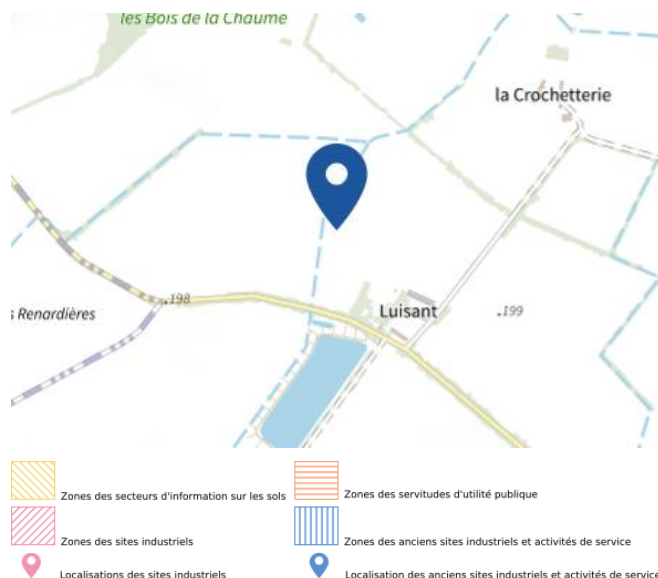 les Bois de la Chaume
la Crochetterie
198
Renardières
Luisant
199
Zones des secteurs d'information sur les sols
Zones des servitudes d'utilité publique
Zones des sites industriels
Zones des anciens sites industriels et activités de service
Localisations des sites industriels
Localisation des anciens sites industriels et activités de service